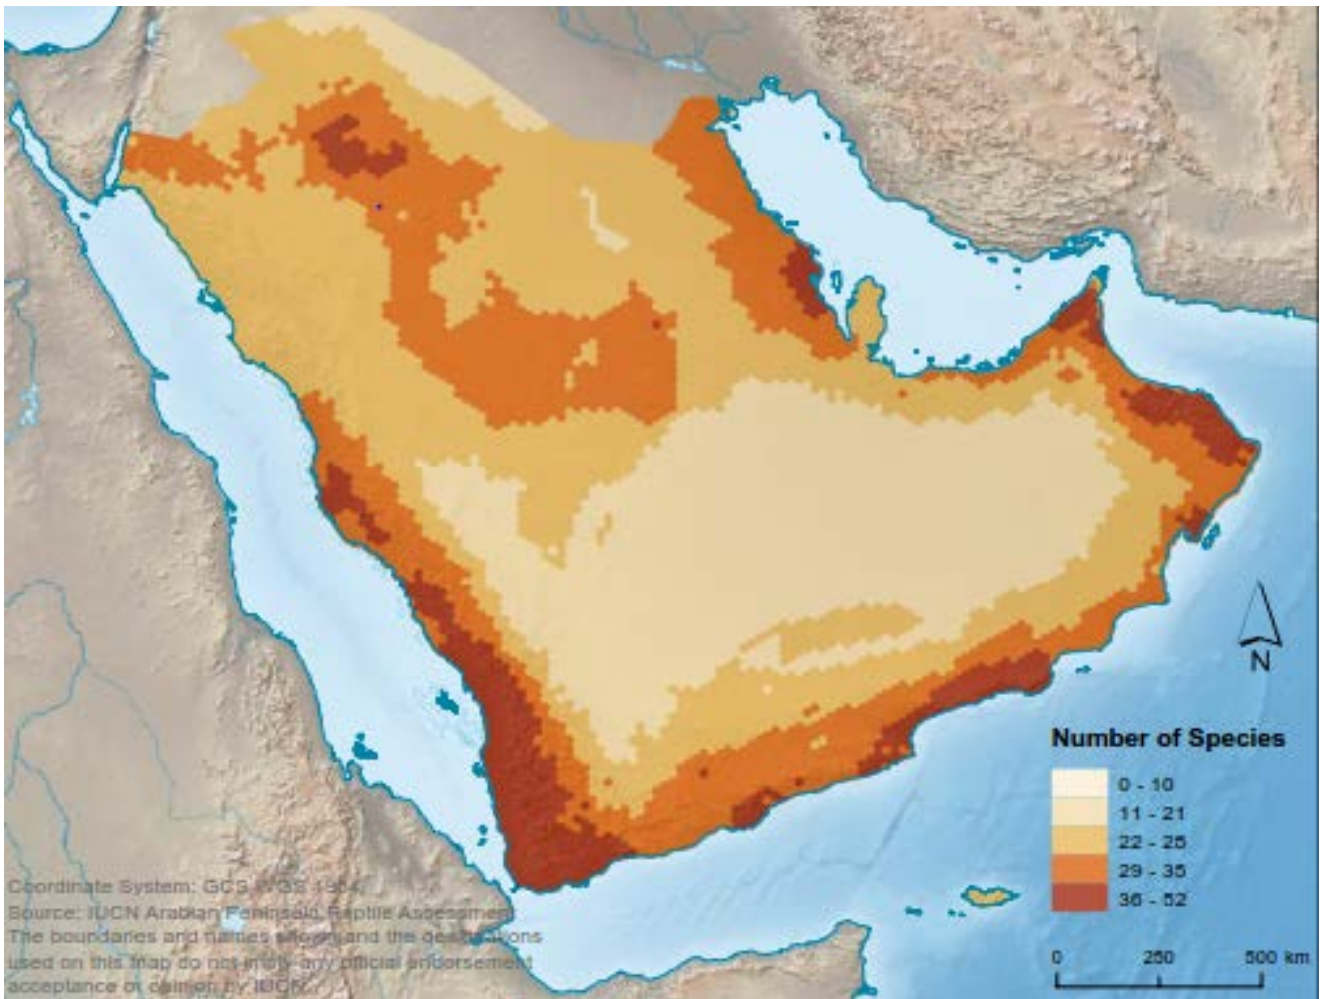 N
Number of Species
0 - 10
11 - 21
22 - 28
29 - 35
36 - 52
0 250 500 km
Coordinate System: GCS WGS 1984,
Source: IUCN Arabian Peninsula Reptile Assessment
The boundaries and names shown and the designations
used on this map do not imply any official endorsement
acceptance or opinion by IUCN.